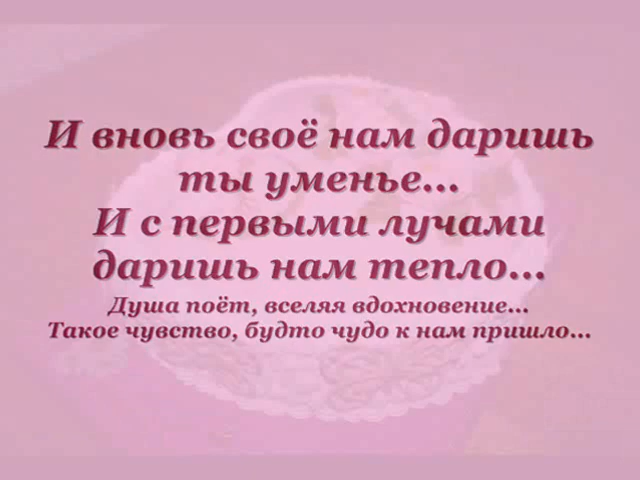 И вновь своё нам даришь
ты уменье...
И с первыми лучами
даришь нам тепло...
Душа поёт, вселяя вдохновение...
Такое чувство, будто чудо к нам пришло...